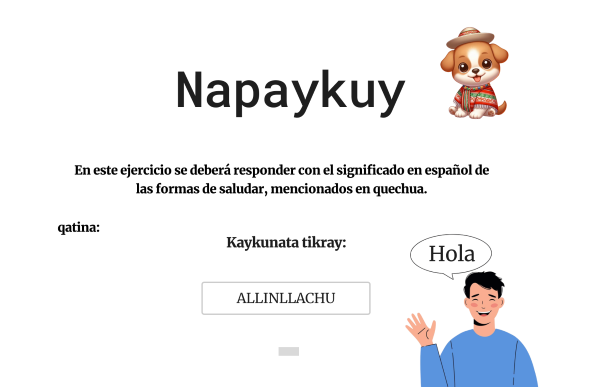 Napaykuy
En este ejercicio se deberá responder con el significado en español de
las formas de saludar, mencionados en quechua.
qatina:
Kaykunata tikray:
Hola
ALLINLLACHU